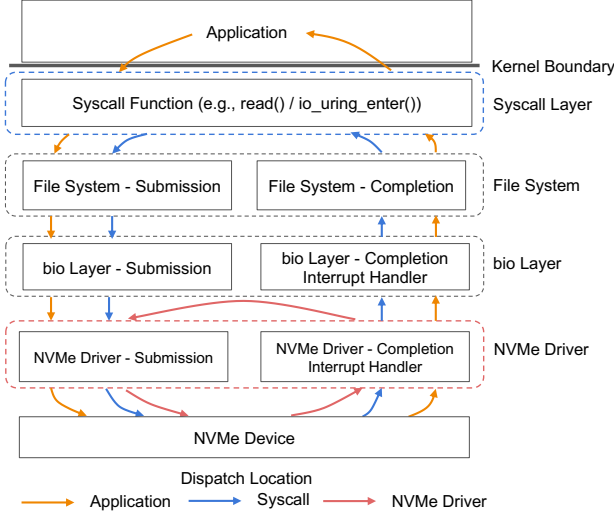 Application
Kernel Boundary
Syscall Function (e.g., read() / io_uring_enter())
Syscall Layer
File System - Submission
File System - Completion
File System
bio Layer - Submission
bio Layer - Completion
Interrupt Handler
bio Layer
NVMe Driver - Submission
NVMe Driver - Completion
Interrupt Handler
NVMe Driver
NVMe Device
Dispatch Location
Application
Syscall
NVMe Driver